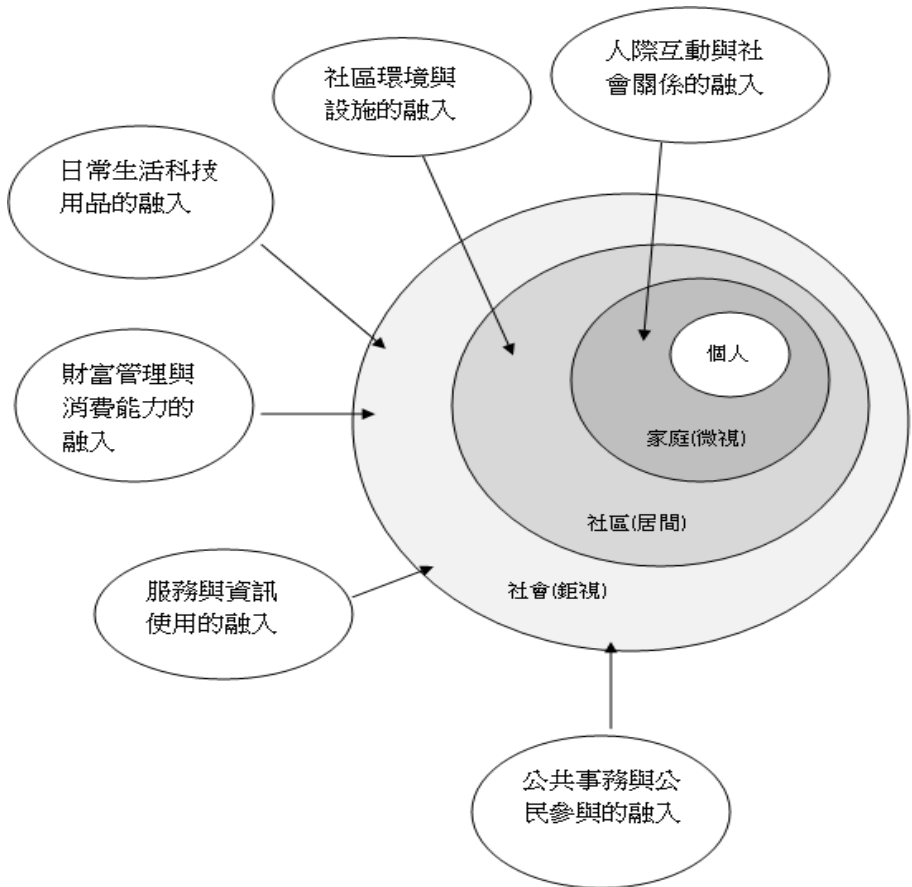 人際互動與社
會關係的融入
社區環境與
設施的融入
日常生活科技
用品的融入
個人
財富管理與
消費能力的
融入
家庭(微視)
社區(居間)
社會(鉅視)
服務與資訊
使用的融入
公共事務與公
民參與的融入